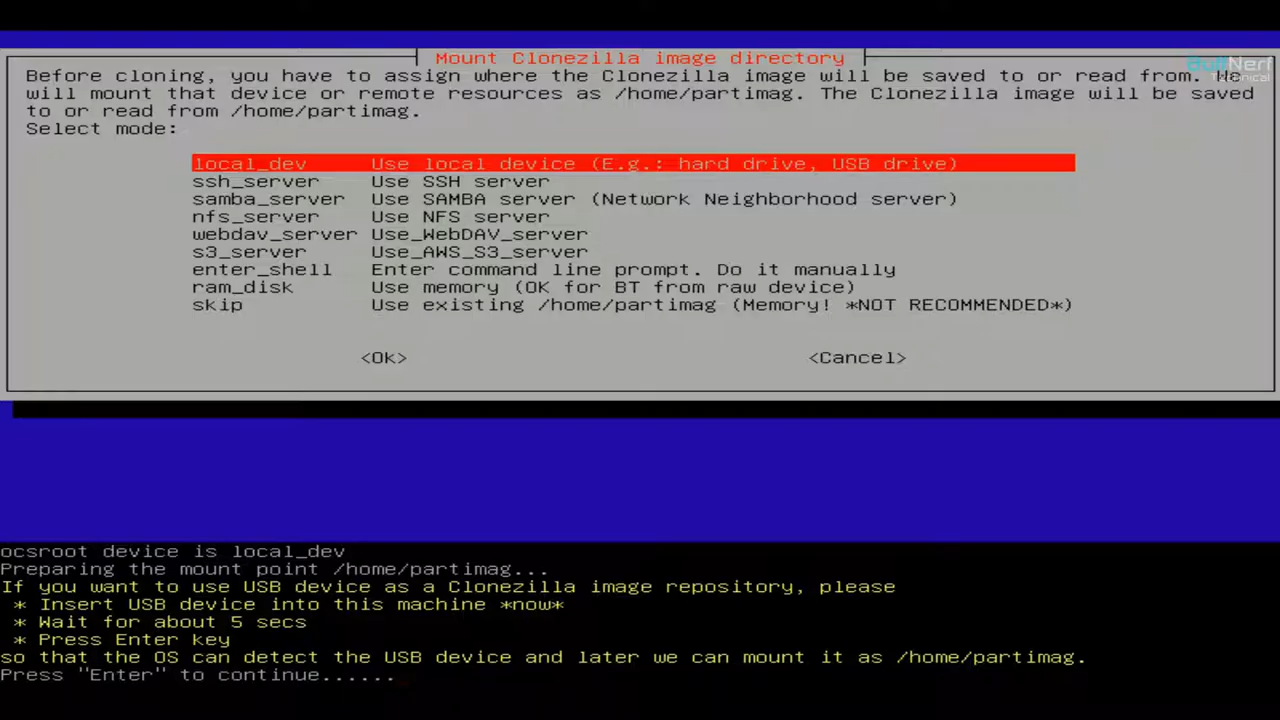 Mount Clonezilla image directory
BuffNerf
Technical
Before cloning, you have to assign where the Clonezilla image will be saved to or read from. We
will mount that device or remote resources as /home/partimag. The Clonezilla image will be saved
to or read from /home/partimag.
Select mode:
local_dev Use local device (E.g.: hard drive, USB drive)
ssh_server Use SSH server
samba_server Use SAMBA server (Network Neighborhood server)
nfs_server Use NFS server
webdav_server Use_WebDAV_server
s3_server Use_AWS_S3_server
enter_shell Enter command line prompt. Do it manually
ram_disk Use memory (OK for BT from raw device)
skip Use existing /home/partimag (Memory! *NOT RECOMMENDED*)
<Ok> <Cancel>
ocsroot device is local_dev
Preparing the mount point /home/partimag...
If you want to use USB device as a Clonezilla image repository, please
* Insert USB device into this machine *now*
* Wait for about 5 secs
* Press Enter key
so that the OS can detect the USB device and later we can mount it as /home/partimag.
Press "Enter" to continue......